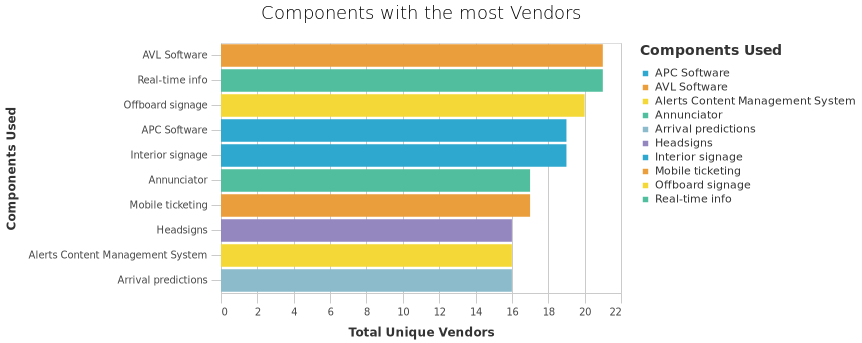 Components with the most Vendors
Components Used
AVL Software
Real-time info
Offboard signage
APC Software
Interior signage
Annunciator
Mobile ticketing
Headsigns
Alerts Content Management System
Arrival predictions
0 2 4 6 8 10 12 14 16 18 20 22
Total Unique Vendors
Components Used
APC Software
AVL Software
Alerts Content Management System
Annunciator
Arrival predictions
Headsigns
Interior signage
Mobile ticketing
Offboard signage
Real-time info